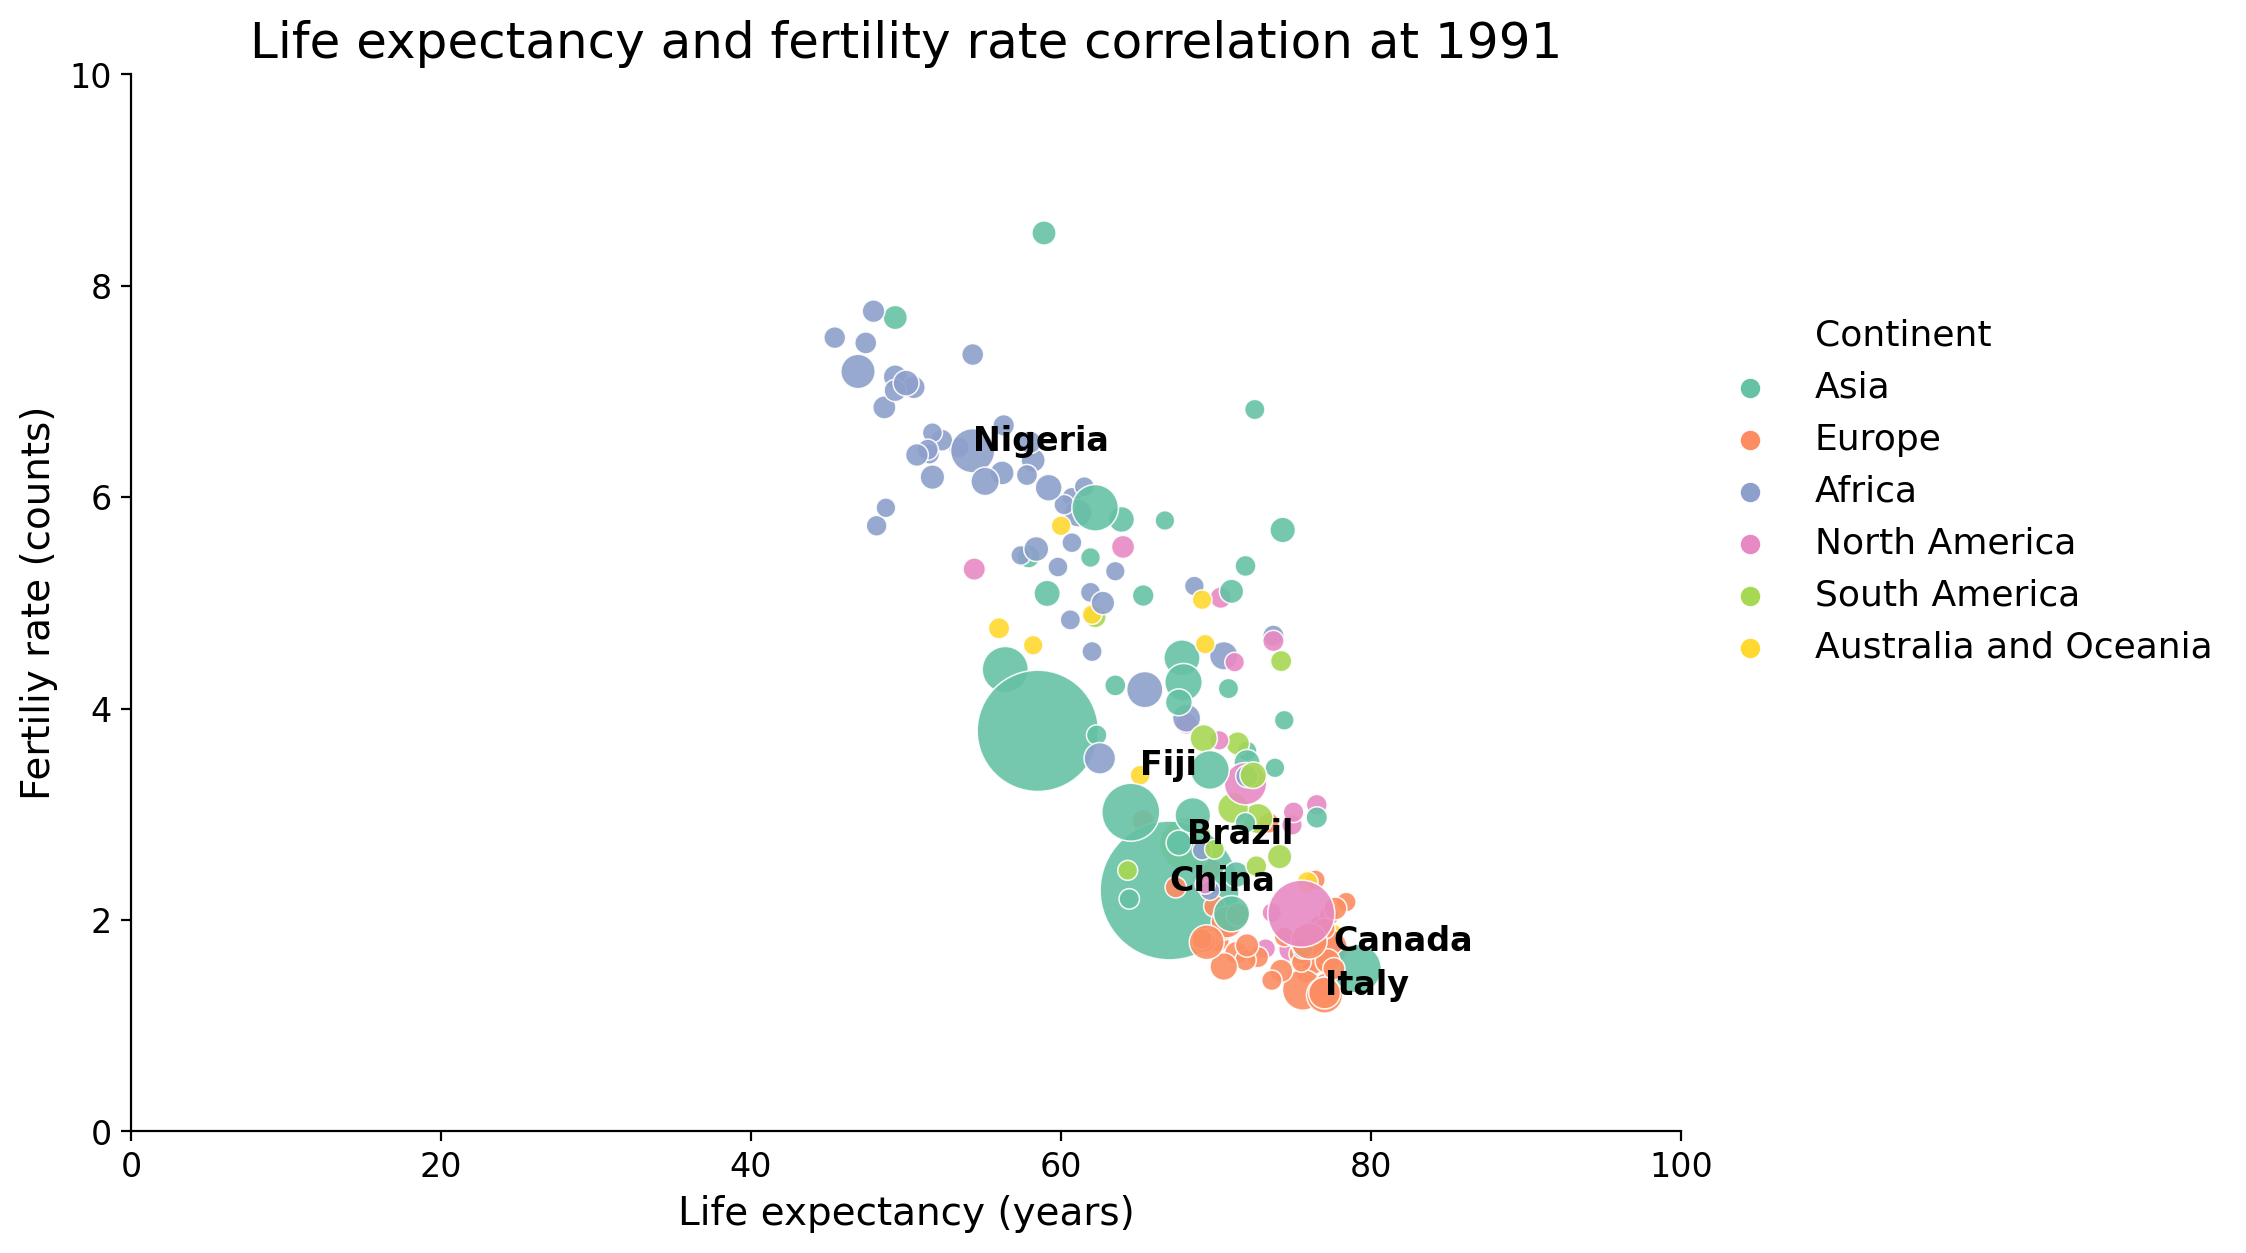 Life expectancy and fertility rate correlation at 1991
10
8
6
4
2
0
Fertiliy rate (counts)
Nigeria
Fiji
Brazil
China
Canada
Italy
0 20 40 60 80 100
Life expectancy (years)
Continent
Asia
Europe
Africa
North America
South America
Australia and Oceania